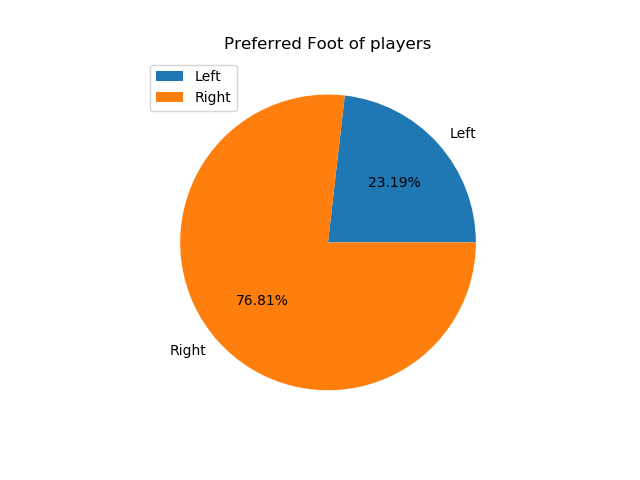 Preferred Foot of players
Left
Right
Left
23.19%
76.81%
Right